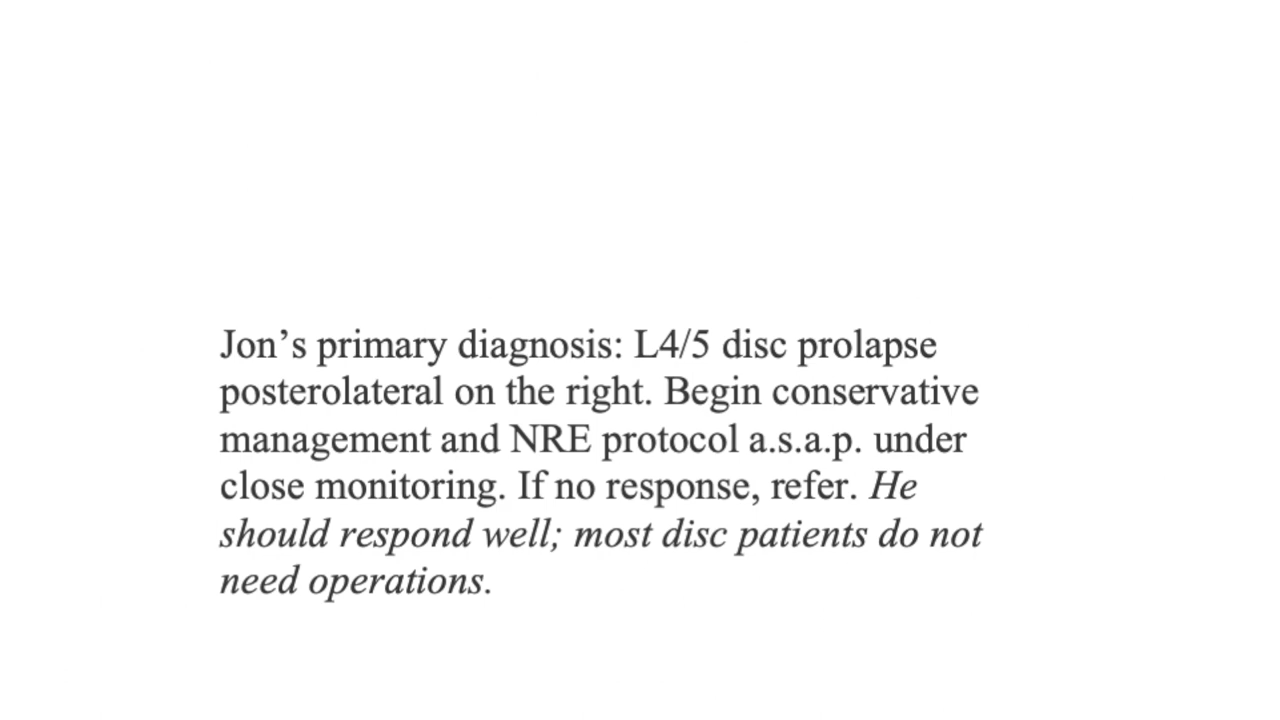 Jon’s primary diagnosis: L4/5 disc prolapse
posterolateral on the right. Begin conservative
management and NRE protocol a.s.a.p. under
close monitoring. If no response, refer. He
should respond well; most disc patients do not
need operations.